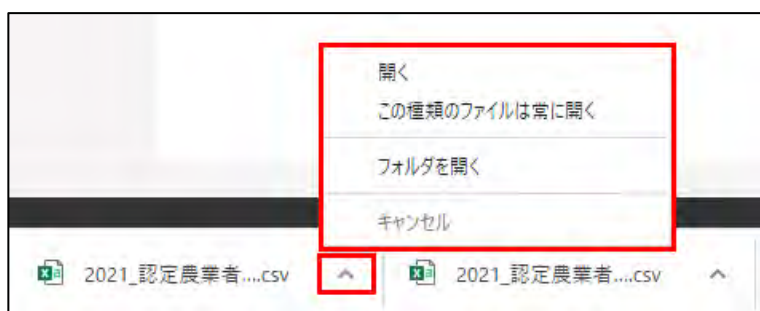 開く
この種類のファイルは常に開く
フォルダを開く
キャンセル
2021_認定農業者....csv
2021_認定農業者....csv